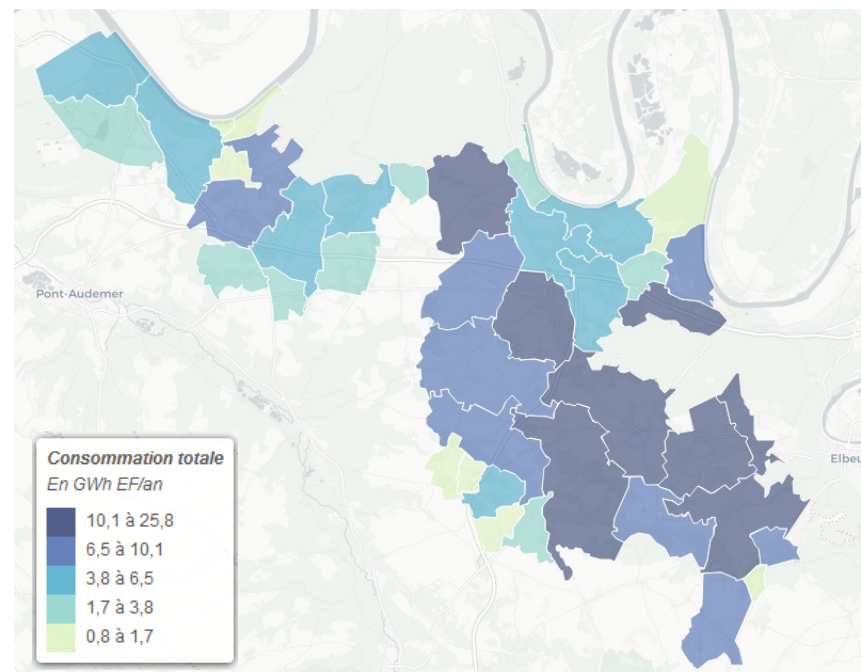 Pont-Audemer
Elbeu
Consommation totale
En GWh EF/an
10,1 à 25,8
6,5 à 10,1
3,8 à 6,5
1,7 à 3,8
0,8 à 1,7